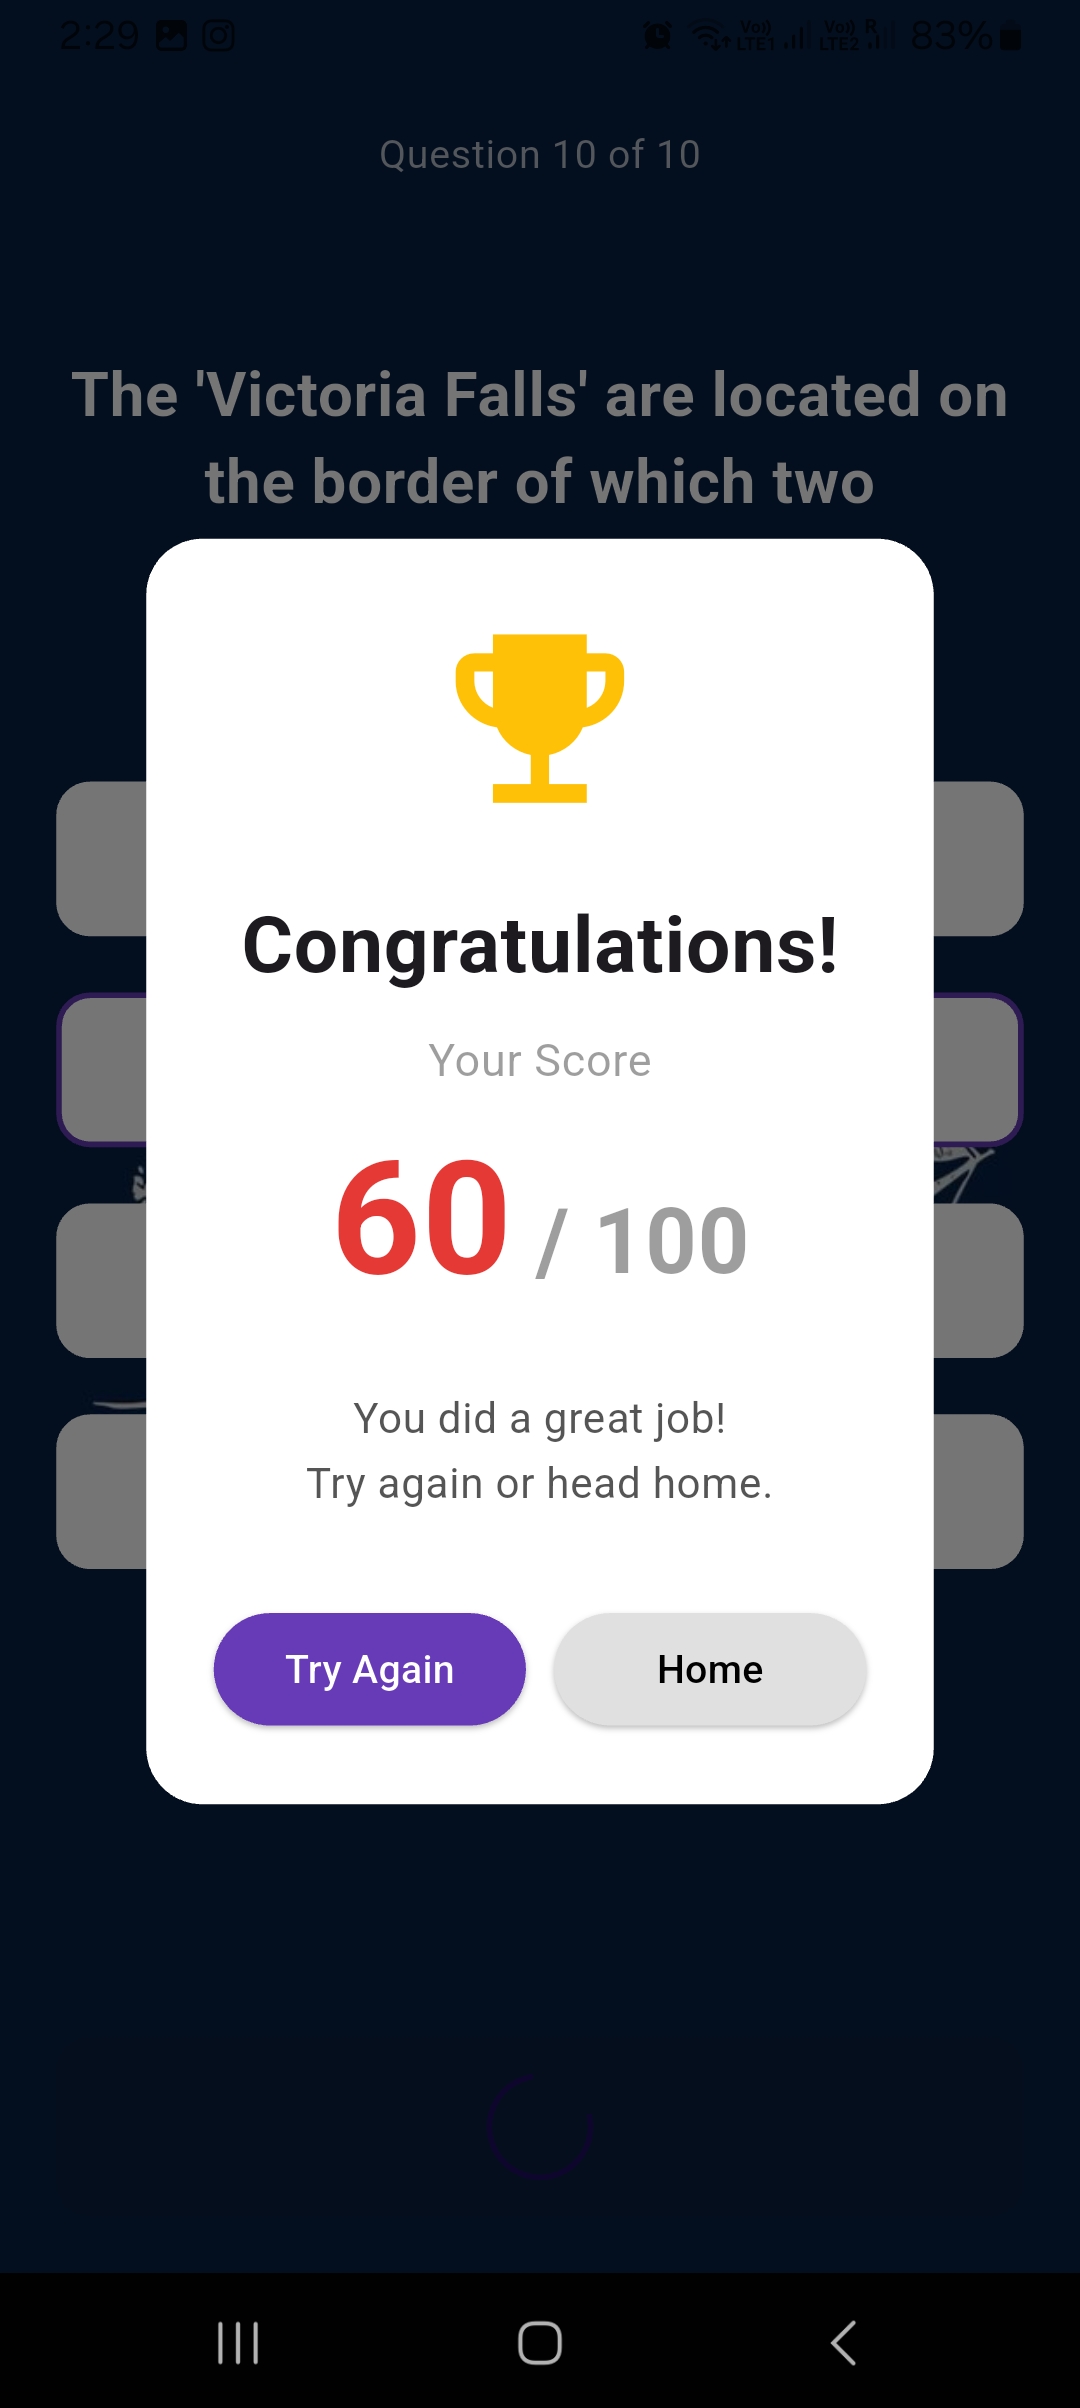 2:29 Vo)) LTE1 Vo)) LTE2 R 83%
Question 10 of 10
The 'Victoria Falls' are located on
the border of which two
Congratulations!
Your Score
60 / 100
You did a great job!
Try again or head home.
Try Again Home